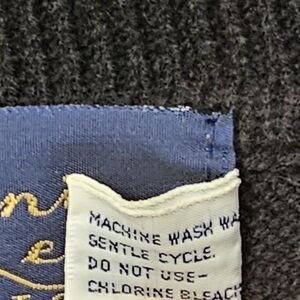 MACHINE WASH WA
GENTLE CYCLE.
DO NOT USE-
CHLORINE BLEACH